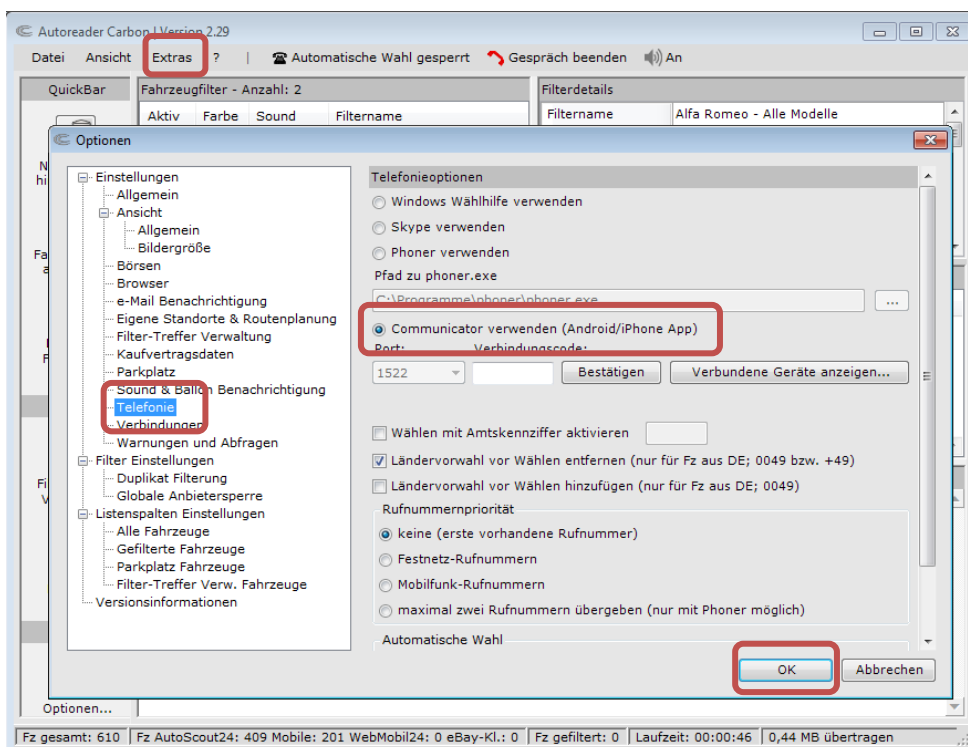 Autoreader Carbon | Version 2.29
Datei Ansicht Extras ? | Automatische Wahl gesperrt Gespräch beenden An
QuickBar
Fahrzeugfilter - Anzahl: 2
Aktiv Farbe Sound Filtername
Filterdetails
Filtername Alfa Romeo - Alle Modelle
Optionen
Einstellungen
Allgemein
Ansicht
Allgemein
Bildergröße
Börsen
Browser
e-Mail Benachrichtigung
Eigene Standorte & Routenplanung
Filter-Treffer Verwaltung
Kaufvertragsdaten
Parkplatz
Sound & Ballon Benachrichtigung
Telefonie
Verbindungen
Warnungen und Abfragen
Filter Einstellungen
Duplikat Filterung
Globale Anbietersperre
Listenspalten Einstellungen
Alle Fahrzeuge
Gefilterte Fahrzeuge
Parkplatz Fahrzeuge
Filter-Treffer Verw. Fahrzeuge
Versionsinformationen
Telefonieoptionen
Windows Wählhilfe verwenden
Skype verwenden
Phoner verwenden
Pfad zu phoner.exe
C:\Programme\phoner\phoner.exe
...
Communicator verwenden (Android/iPhone App)
Port: Verbindungscode:
1522 Bestätigen Verbundene Geräte anzeigen...
Wählen mit Amtskennziffer aktivieren
Ländervorwahl vor Wählen entfernen (nur für Fz aus DE; 0049 bzw. +49)
Ländervorwahl vor Wählen hinzufügen (nur für Fz aus DE; 0049)
Rufnummernpriorität
keine (erste vorhandene Rufnummer)
Festnetz-Rufnummern
Mobilfunk-Rufnummern
maximal zwei Rufnummern übergeben (nur mit Phoner möglich)
Automatische Wahl
OK Abbrechen
Optionen...
Fz gesamt: 610 Fz AutoScout24: 409 Mobile: 201 WebMobil24: 0 eBay-Kl.: 0 Fz gefiltert: 0 Laufzeit: 00:00:46 0,44 MB übertragen